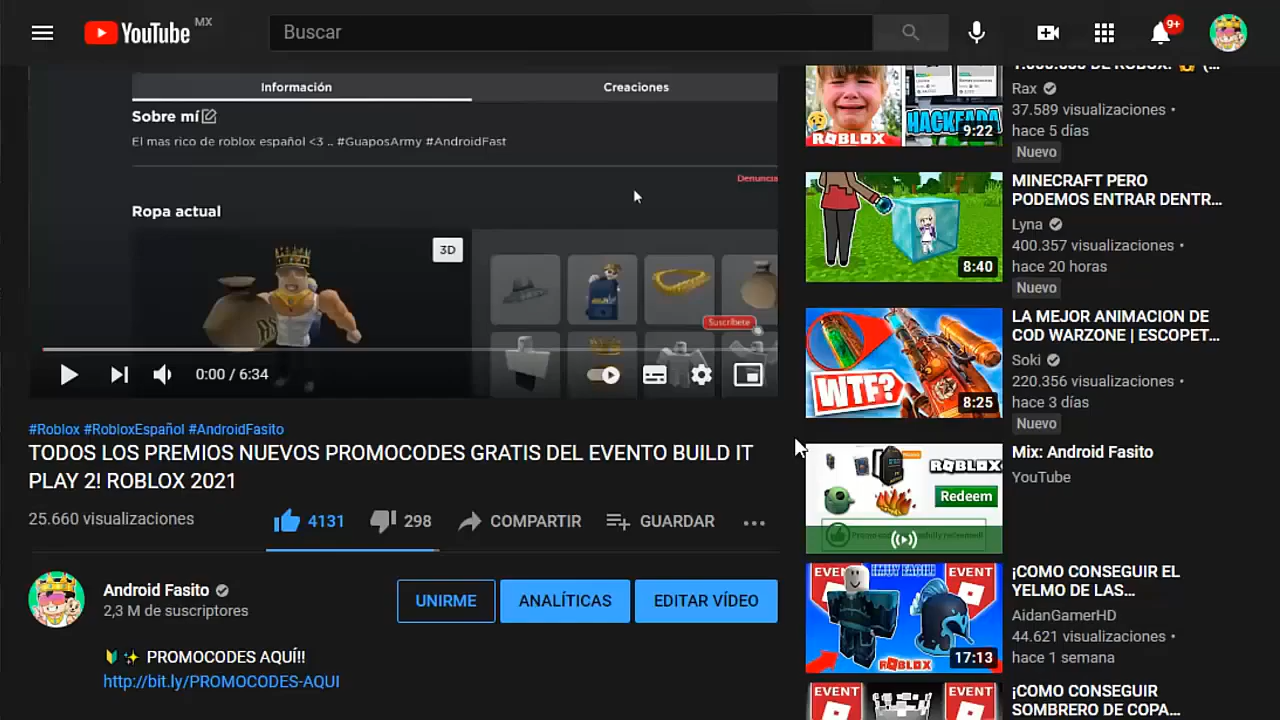 YouTube MX
Buscar
9+
Información
Creaciones
Sobre mí
El mas rico de roblox español <3 .. #GuaposArmy #AndroidFast
Denuncia
Ropa actual
3D
Suscríbete
0:00 / 6:34
#Roblox #RobloxEspañol #AndroidFasito
TODOS LOS PREMIOS NUEVOS PROMOCODES GRATIS DEL EVENTO BUILD IT
PLAY 2! ROBLOX 2021
25.660 visualizaciones
4131
298
COMPARTIR
GUARDAR
Android Fasito
2,3 M de suscriptores
UNIRME
ANALÍTICAS
EDITAR VÍDEO
PROMOCODES AQUÍ!!
http://bit.ly/PROMOCODES-AQUI
HACKEADA
ROBLOX
9:22
1.000.000 DE ROBUX!
Rax
37.589 visualizaciones •
hace 5 días
Nuevo
8:40
MINECRAFT PERO
PODEMOS ENTRAR DENTR...
Lyna
400.357 visualizaciones •
hace 20 horas
Nuevo
WTF?
8:25
LA MEJOR ANIMACION DE
COD WARZONE | ESCOPET...
Soki
220.356 visualizaciones •
hace 3 días
Nuevo
ROBLOX
Redeem
Mix: Android Fasito
YouTube
EVENT
EVENT
ROBLOX
17:13
¡COMO CONSEGUIR EL
YELMO DE LAS...
AidanGamerHD
44.621 visualizaciones •
hace 1 semana
EVENT
EVENT
¡COMO CONSEGUIR
SOMBRERO DE COPA...